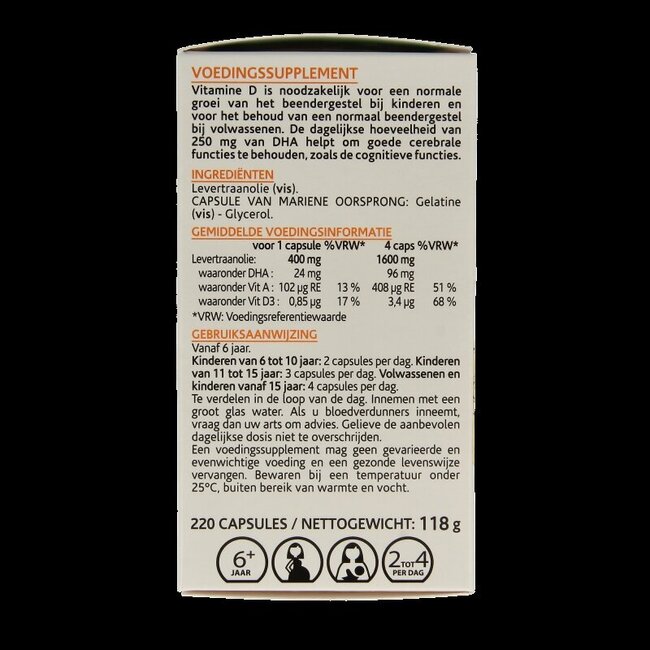 VOEDINGSSUPPLEMENT
Vitamine D is noodzakelijk voor een normale
groei van het beendergestel bij kinderen en
voor het behoud van een normaal beendergestel
bij volwassenen. De dagelijkse hoeveelheid van
250 mg van DHA helpt om goede cerebrale
functies te behouden, zoals de cognitieve functies.
INGREDIËNTEN
Levertraanolie (vis).
CAPSULE VAN MARIENE OORSPRONG: Gelatine
(vis) - Glycerol.
GEMIDDELDE VOEDINGSINFORMATIE
voor 1 capsule %VRW* 4 caps %VRW*
Levertraanolie: 400 mg 1600 mg
waaronder DHA : 24 mg 96 mg
waaronder Vit A : 102 µg RE 13 % 408 µg RE 51 %
waaronder Vit D3 : 0,85 µg 17 % 3,4 µg 68 %
*VRW: Voedingsreferentiewaarde
GEBRUIKSAANWIJZING
Vanaf 6 jaar.
Kinderen van 6 tot 10 jaar: 2 capsules per dag. Kinderen
van 11 tot 15 jaar: 3 capsules per dag. Volwassenen en
kinderen vanaf 15 jaar: 4 capsules per dag.
Te verdelen in de loop van de dag. Innemen met een
groot glas water. Als u bloedverdunners inneemt,
vraag dan uw arts om advies. Gelieve de aanbevolen
dagelijkse dosis niet te overschrijden.
Een voedingssupplement mag geen gevarieerde en
evenwichtige voeding en een gezonde levenswijze
vervangen. Bewaren bij een temperatuur onder
25°C, buiten bereik van warmte en vocht.
220 CAPSULES / NETTOGEWICHT: 118 g
6+
JAAR
2 TOT 4
PER DAG